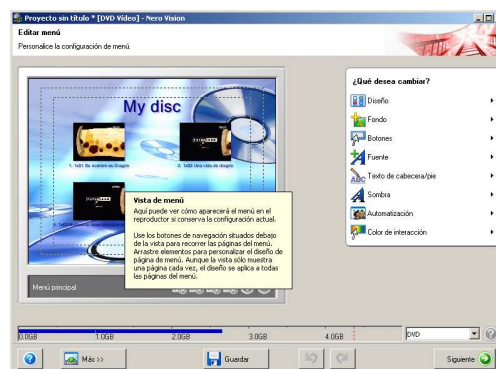 Proyecto sin título * [DVD Vídeo] - Nero Vision
Editar menú
Personalice la configuración de menú.
My disc
1. 1x01 Su nombre es Dragón
2. 1x02 Una vida de dragón
Vista de menú
Aquí puede ver cómo aparecerá el menú en el
reproductor si conserva la configuración actual.
Use los botones de navegación situados debajo
de la vista para recorrer las páginas del menú.
Arrastre elementos para personalizar el diseño de
página de menú. Aunque la vista sólo muestra
una página cada vez, el diseño se aplica a todas
las páginas del menú.
Menú principal
¿Qué desea cambiar?
Diseño
Fondo
Botones
Fuente
Texto de cabecera/pie
Sombra
Automatización
Color de interacción
0.0GB 1.0GB 2.0GB 3.0GB 4.0GB DVD
Más >> Guardar Siguiente